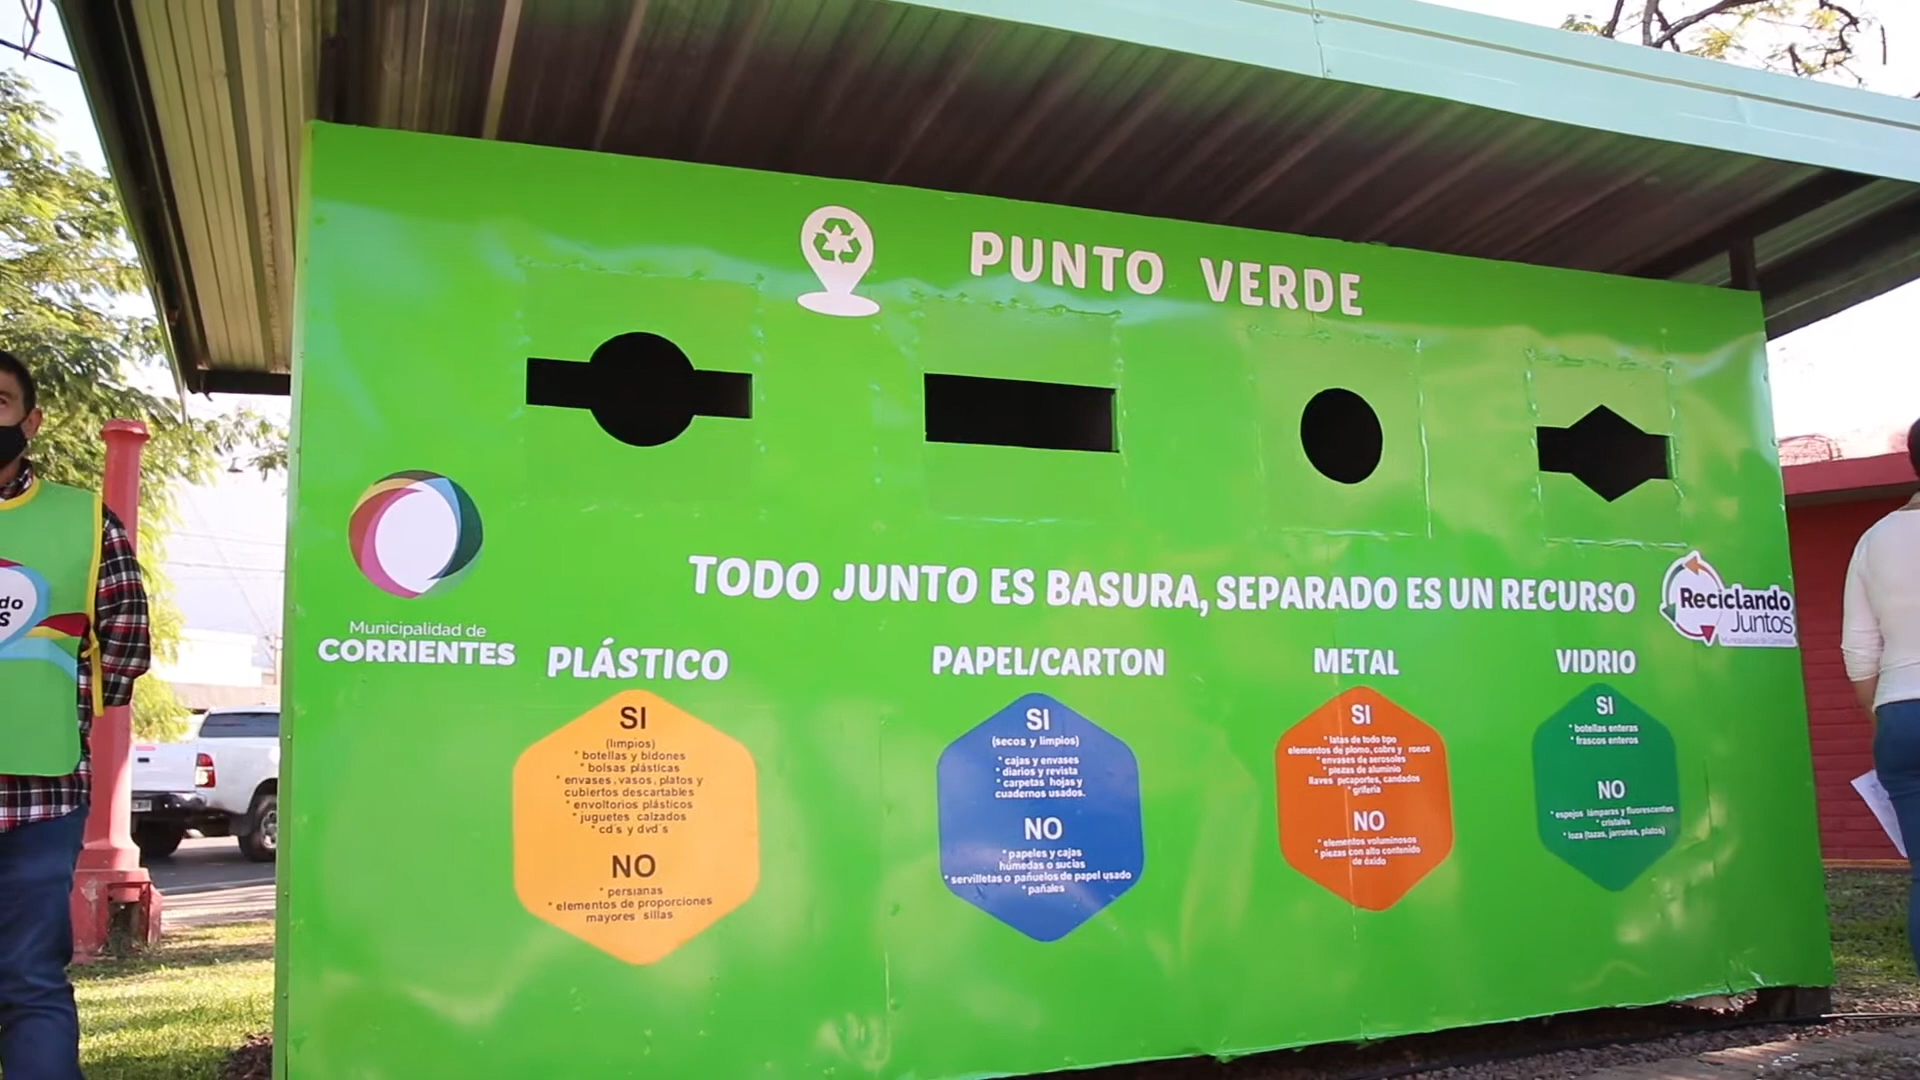 PUNTO VERDE
TODO JUNTO ES BASURA, SEPARADO ES UN RECURSO
Municipalidad de
CORRIENTES
Reciclando
Juntos
PLÁSTICO
SI
(limpios)
* botellas y bidones
* bolsas plásticas
* envases, vasos, platos y
cubiertos descartables
* envoltorios plásticos
* juguetes calzados
* cd's y dvd's
NO
* persianas
* elementos de proporciones
mayores sillas
PAPEL/CARTON
SI
(secos y limpios)
* cajas y envases
* diarios y revista
* carpetas hojas y
cuadernos usados.
NO
* papeles y cajas
húmedas o sucias
* servilletas o pañuelos de papel usado
* pañales
METAL
SI
* latas de todo tipo
elementos de plomo, cobre y
* envases de aerosoles
* piezas de aluminio
llaves picaportes, candados
* grifería
NO
* elementos voluminosos
* piezas con alto contenido
de óxido
VIDRIO
SI
* botellas enteras
* frascos enteros
NO
* espejos lámparas y fluorescentes
* cristales
* loza (tazas, jarrones, platos)
do
S